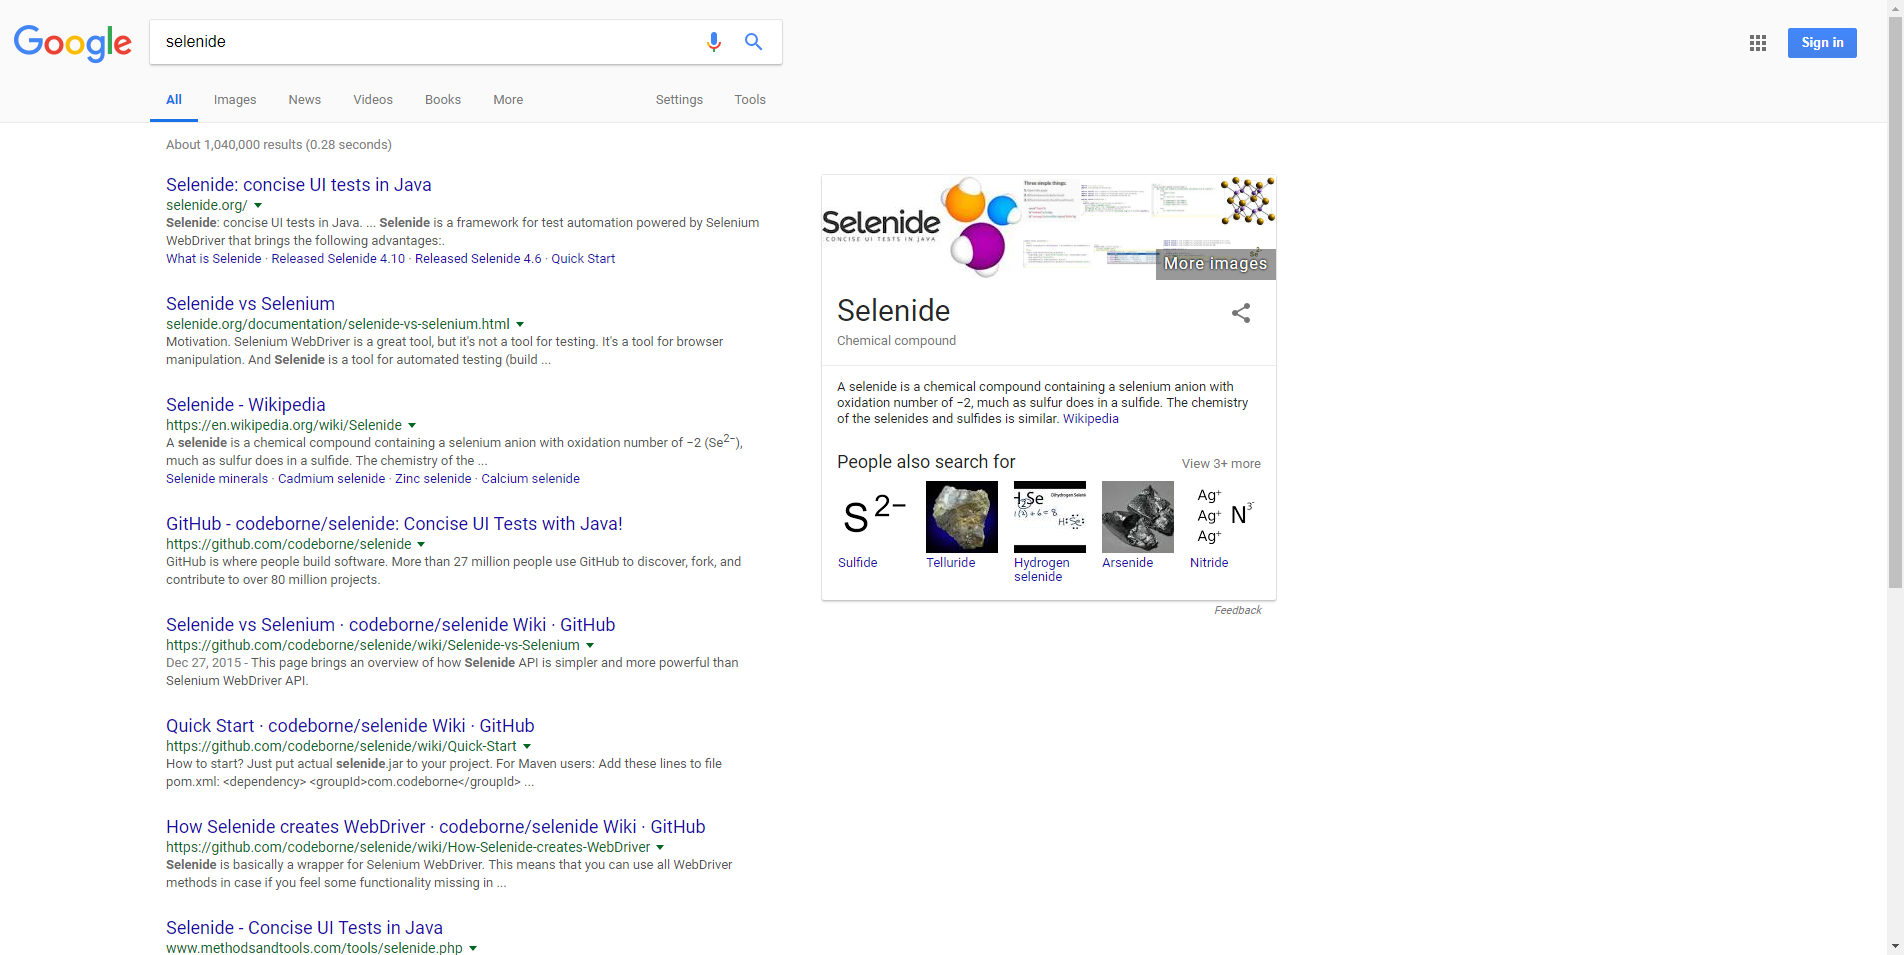 Google
selenide
Sign in
All Images News Videos Books More Settings Tools
About 1,040,000 results (0.28 seconds)
Selenide: concise UI tests in Java
selenide.org/
Selenide: concise UI tests in Java. ... Selenide is a framework for test automation powered by Selenium
WebDriver that brings the following advantages:.
What is Selenide · Released Selenide 4.10 · Released Selenide 4.6 · Quick Start
Selenide vs Selenium
selenide.org/documentation/selenide-vs-selenium.html
Motivation. Selenium WebDriver is a great tool, but it's not a tool for testing. It's a tool for browser
manipulation. And Selenide is a tool for automated testing (build ...
Selenide - Wikipedia
https://en.wikipedia.org/wiki/Selenide
A selenide is a chemical compound containing a selenium anion with oxidation number of −2 (Se2−),
much as sulfur does in a sulfide. The chemistry of the ...
Selenide minerals · Cadmium selenide · Zinc selenide · Calcium selenide
GitHub - codeborne/selenide: Concise UI Tests with Java!
https://github.com/codeborne/selenide
GitHub is where people build software. More than 27 million people use GitHub to discover, fork, and
contribute to over 80 million projects.
Selenide vs Selenium · codeborne/selenide Wiki · GitHub
https://github.com/codeborne/selenide/wiki/Selenide-vs-Selenium
Dec 27, 2015 - This page brings an overview of how Selenide API is simpler and more powerful than
Selenium WebDriver API.
Quick Start · codeborne/selenide Wiki · GitHub
https://github.com/codeborne/selenide/wiki/Quick-Start
How to start? Just put actual selenide.jar to your project. For Maven users: Add these lines to file
pom.xml: <dependency> <groupId>com.codeborne</groupId> ...
How Selenide creates WebDriver · codeborne/selenide Wiki · GitHub
https://github.com/codeborne/selenide/wiki/How-Selenide-creates-WebDriver
Selenide is basically a wrapper for Selenium WebDriver. This means that you can use all WebDriver
methods in case if you feel some functionality missing in ...
Selenide - Concise UI Tests in Java
www.methodsandtools.com/tools/selenide.php
Selenide
CONCISE UI TESTS IN JAVA
Three simple things:
More images
Selenide
Chemical compound
A selenide is a chemical compound containing a selenium anion with
oxidation number of −2, much as sulfur does in a sulfide. The chemistry
of the selenides and sulfides is similar. Wikipedia
People also search for
View 3+ more
S2−
Dihydrogen Selen
Ag+
Ag+ N3-
Ag+
Sulfide Telluride Hydrogen selenide Arsenide Nitride
Feedback